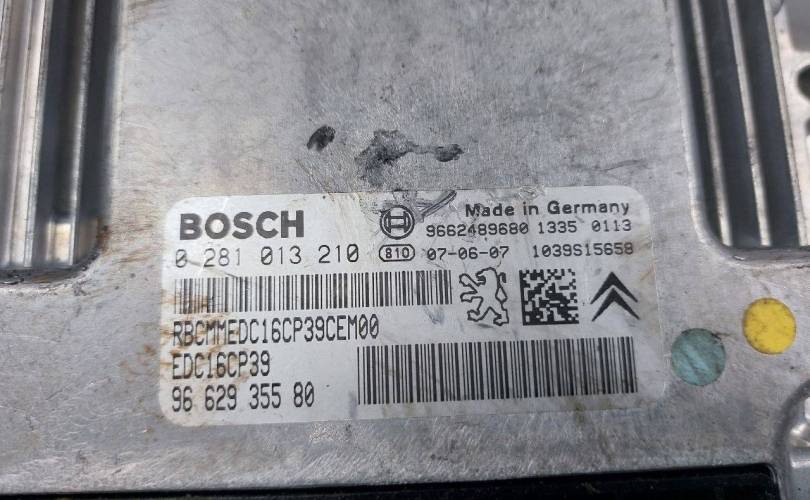 BOSCH
Made in Germany
9662489680 1335 0113
0 281 013 210 810 07-06-07 1039S15658
RBCMMEDC16CP39CEM00
EDC16CP39
96 629 355 80